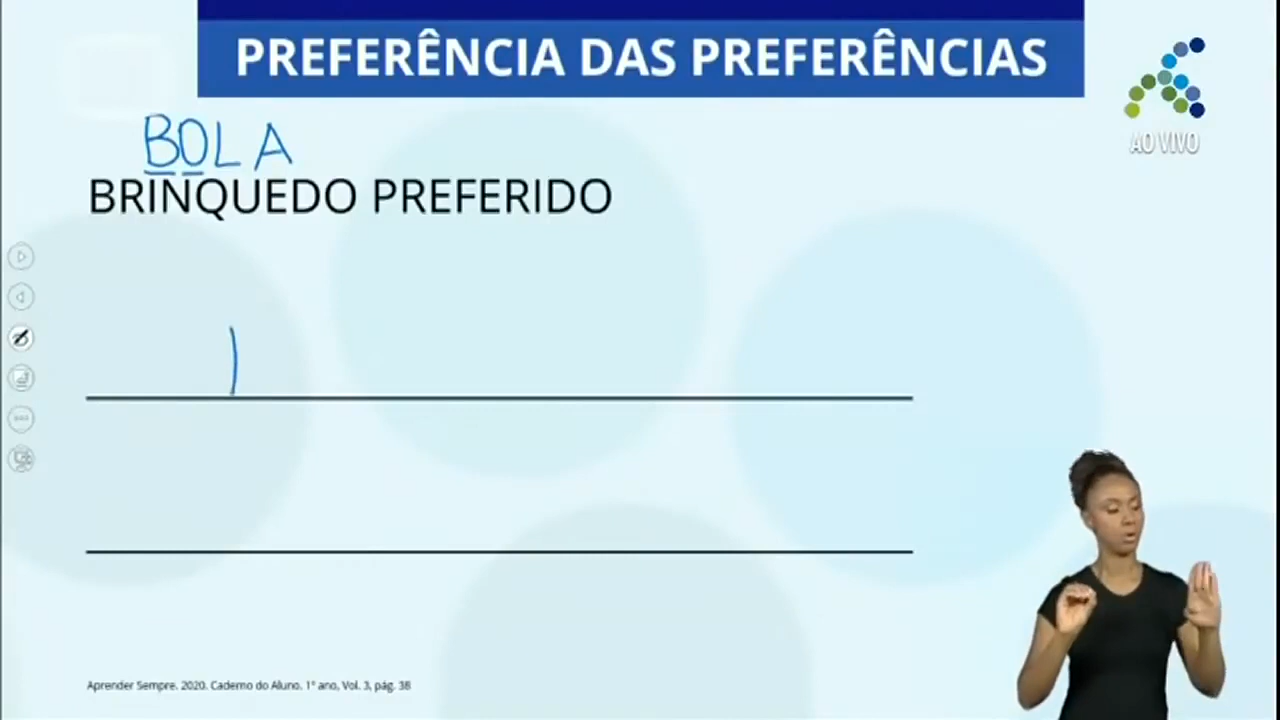 PREFERÊNCIA DAS PREFERÊNCIAS
AO VIVO
BOLA
BRINQUEDO PREFERIDO
Aprender Sempre. 2020. Caderno do Aluno. 1º ano, Vol. 3, pág. 38